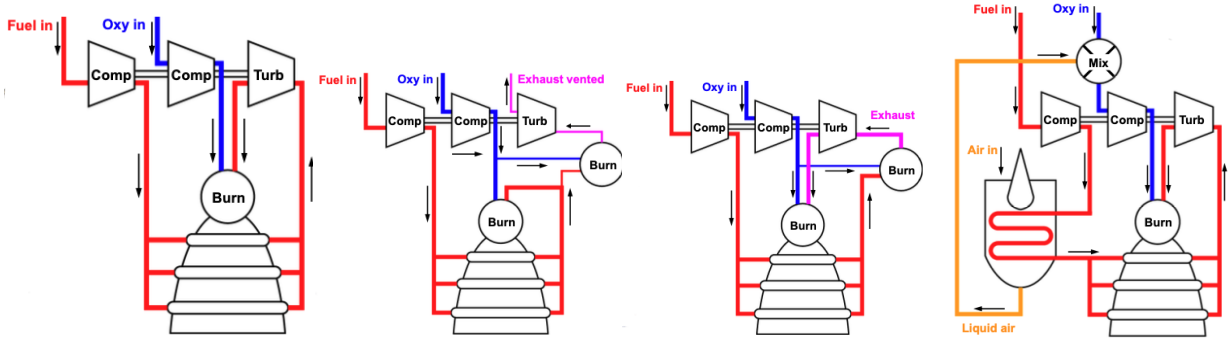 Fuel in
Oxy in
Comp
Comp
Turb
Burn
Fuel in
Oxy in
Exhaust vented
Comp
Comp
Turb
Burn
Burn
Fuel in
Oxy in
Exhaust
Comp
Comp
Turb
Burn
Burn
Fuel in
Oxy in
Mix
Comp
Comp
Turb
Air in
Burn
Liquid air